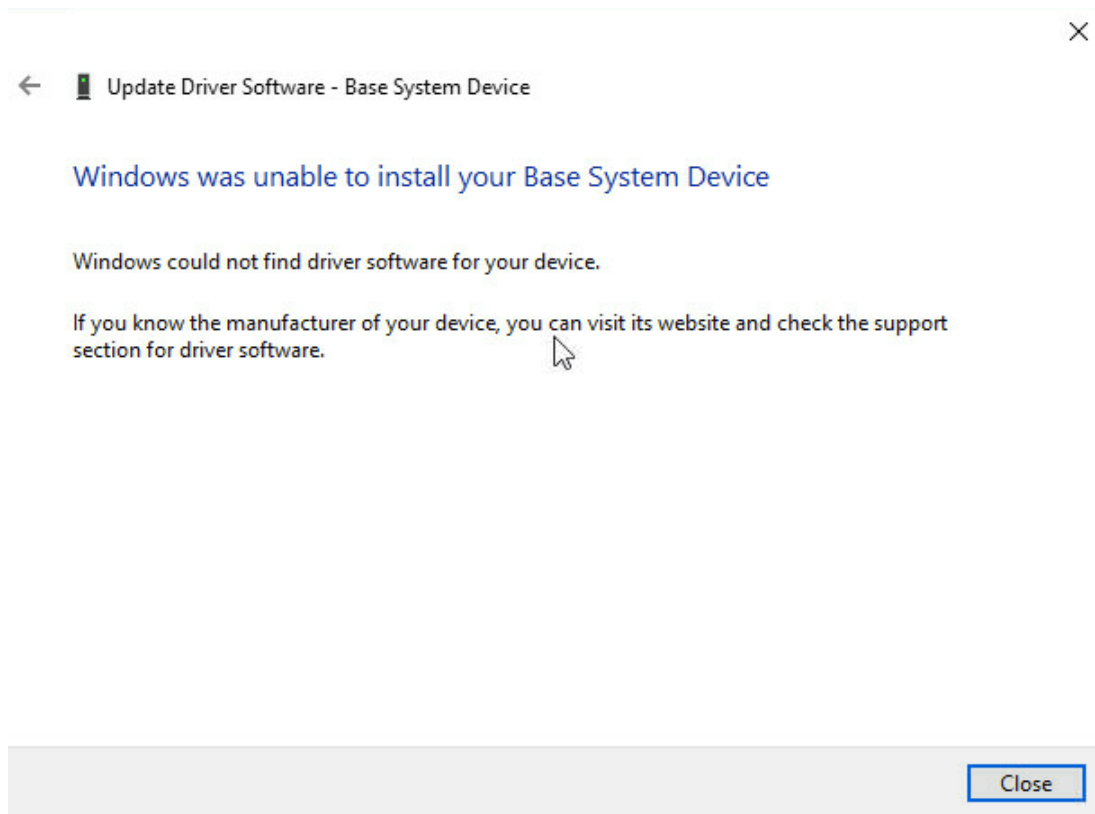 Update Driver Software - Base System Device
Windows was unable to install your Base System Device
Windows could not find driver software for your device.
If you know the manufacturer of your device, you can visit its website and check the support
section for driver software.
Close